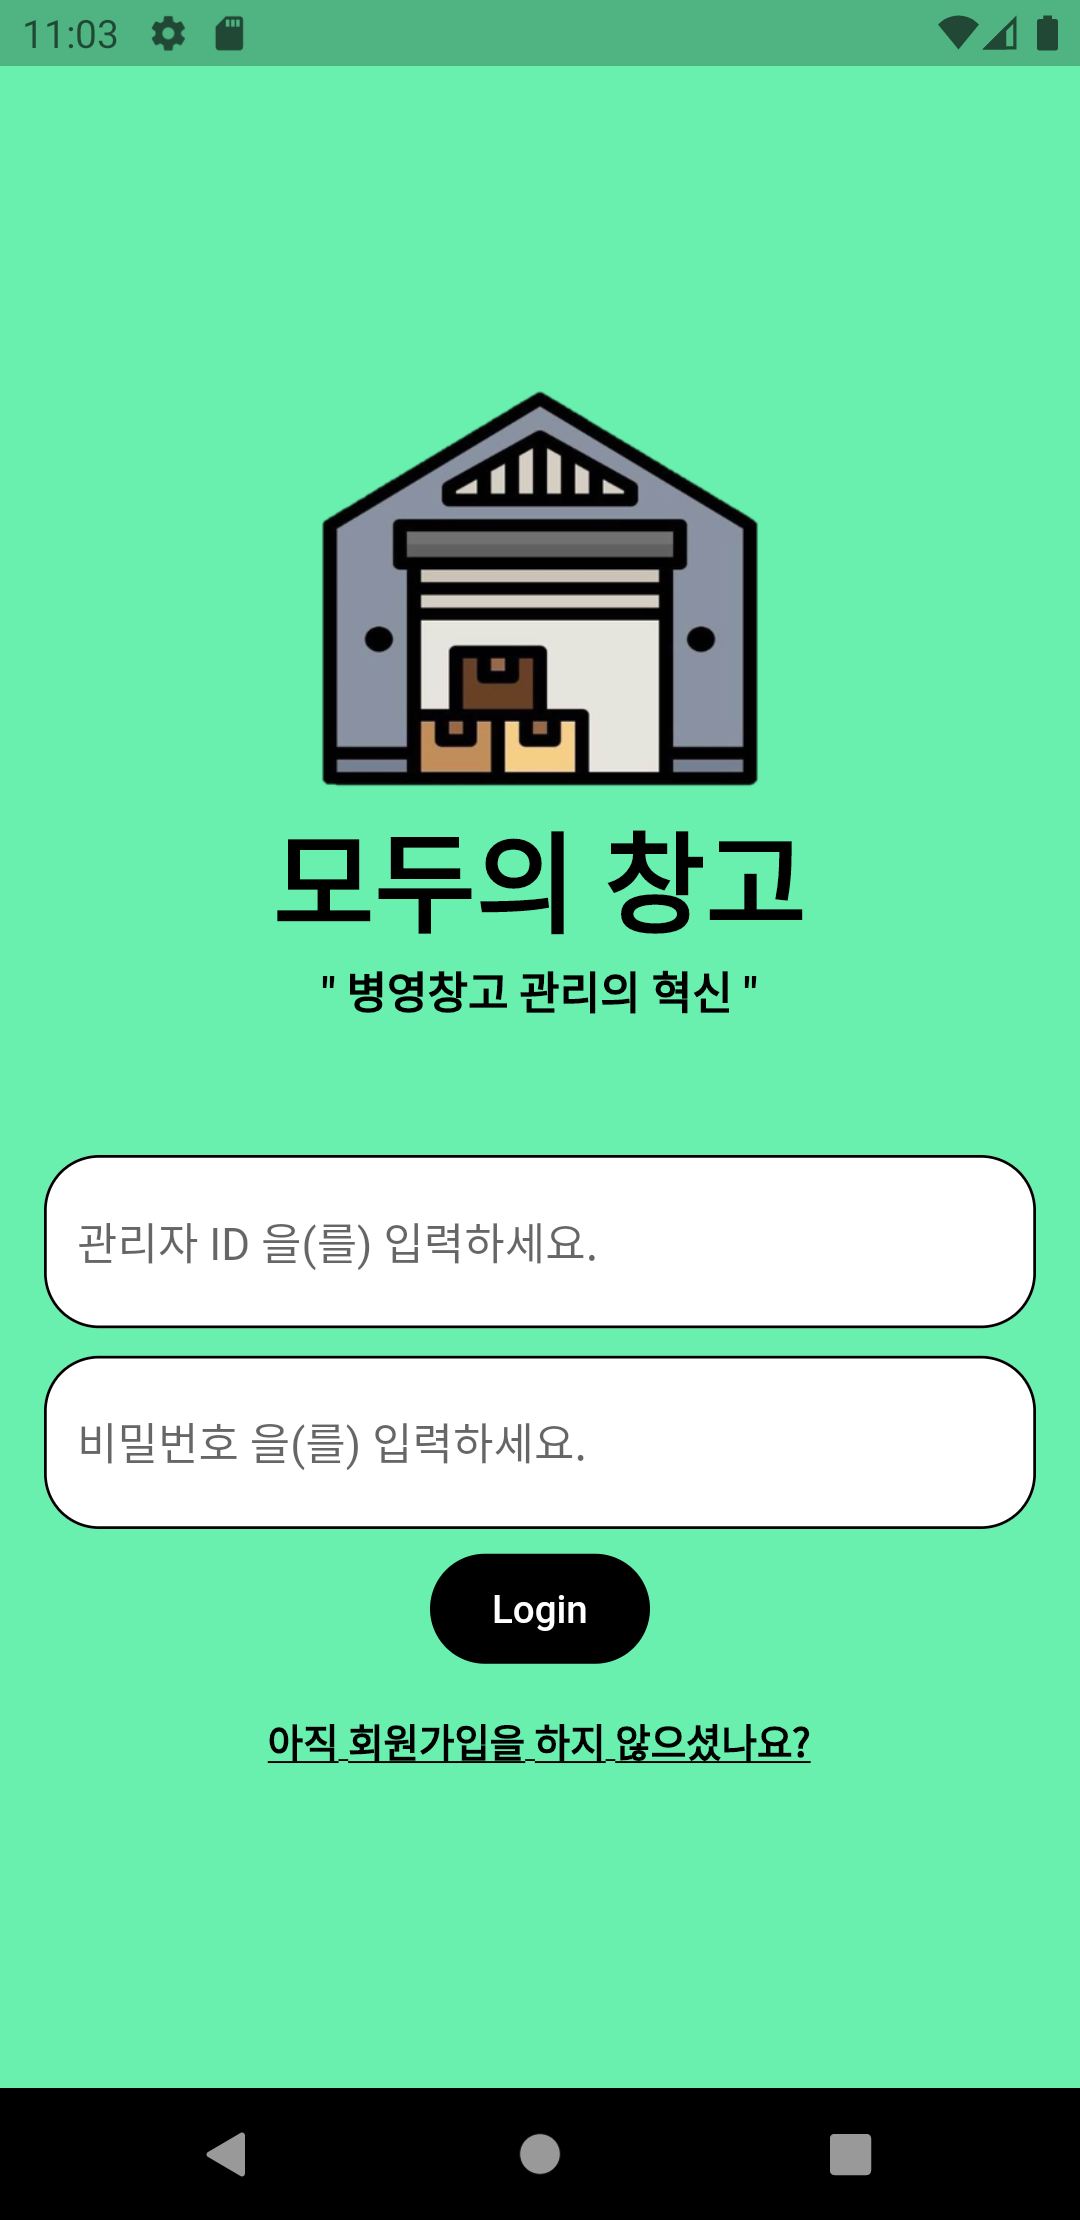 11:03
모두의 창고
" 병영창고 관리의 혁신 "
관리자 ID 을(를) 입력하세요.
비밀번호 을(를) 입력하세요.
Login
아직 회원가입을 하지 않으셨나요?